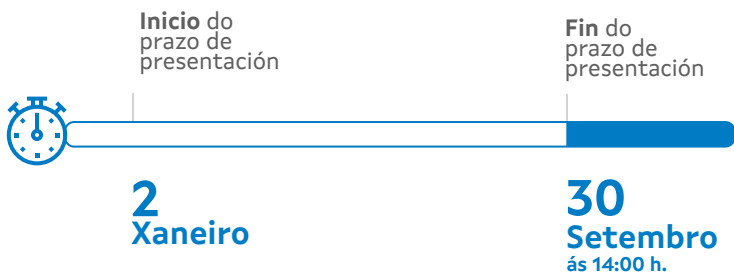 Inicio do
prazo de
presentación
Fin do
prazo de
presentación
2
Xaneiro
30
Setembro
ás 14:00 h.